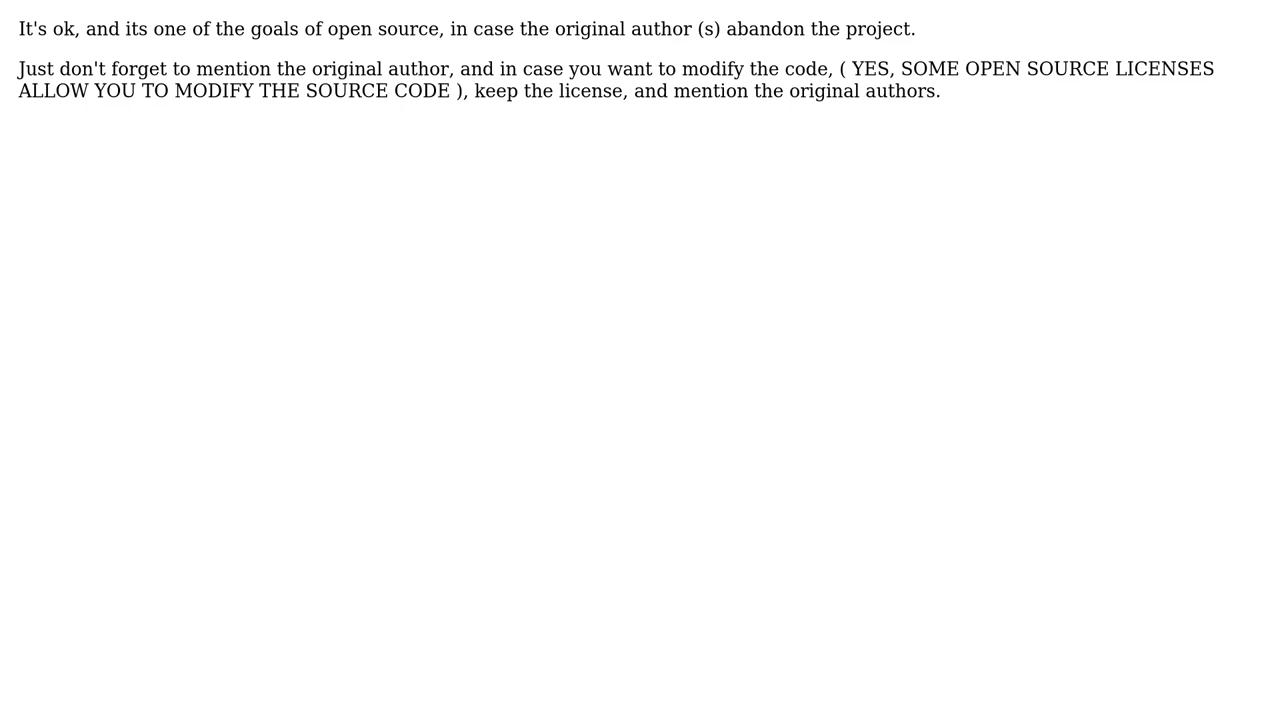 It's ok, and its one of the goals of open source, in case the original author (s) abandon the project.
Just don't forget to mention the original author, and in case you want to modify the code, ( YES, SOME OPEN SOURCE LICENSES
ALLOW YOU TO MODIFY THE SOURCE CODE ), keep the license, and mention the original authors.